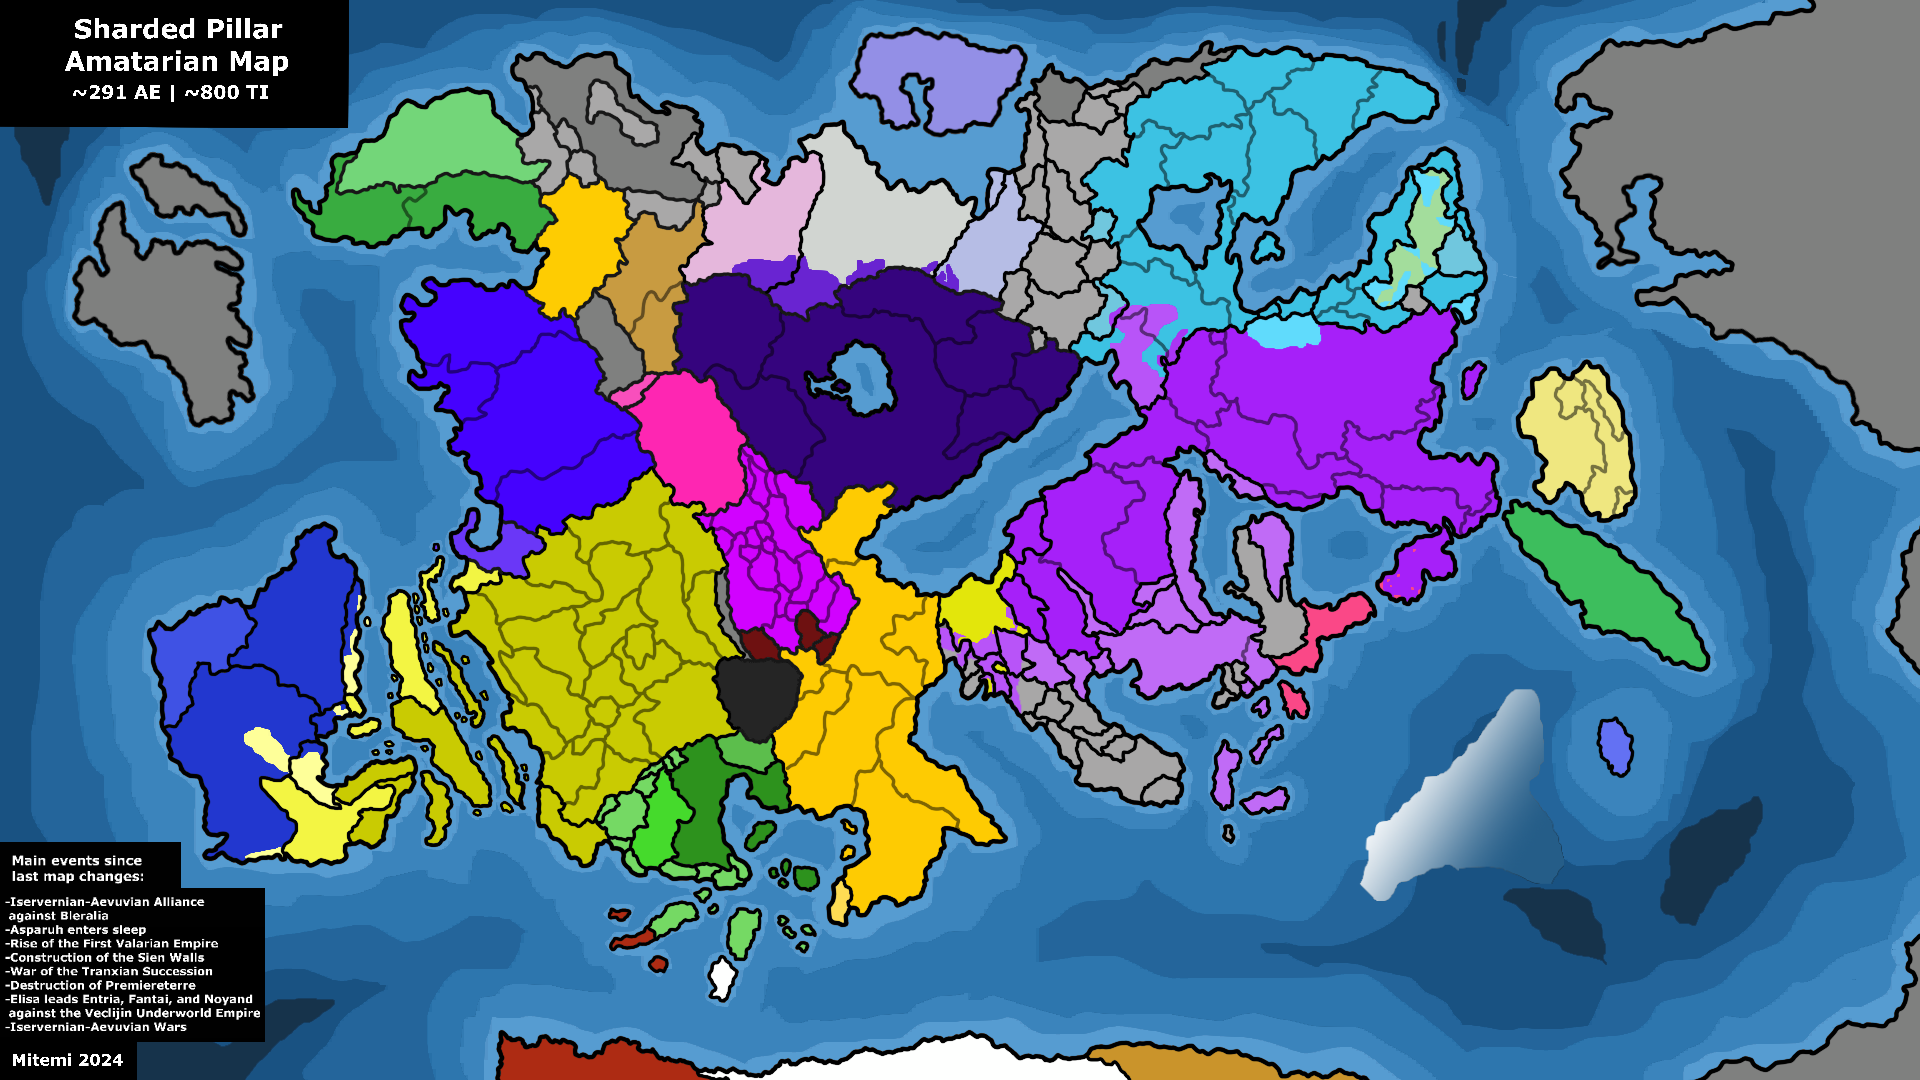 Sharded Pillar
Amatarian Map
~291 AE | ~800 TI
Main events since
last map changes:
-Iservernian-Aevuvian Alliance
against Bleralia
-Asparuh enters sleep
-Rise of the First Valarian Empire
-Construction of the Sien Walls
-War of the Tranxian Succession
-Destruction of Premiereterre
-Elisa leads Entria, Fantai, and Noyand
against the Veclijin Underworld Empire
-Iservernian-Aevuvian Wars
Mitemi 2024